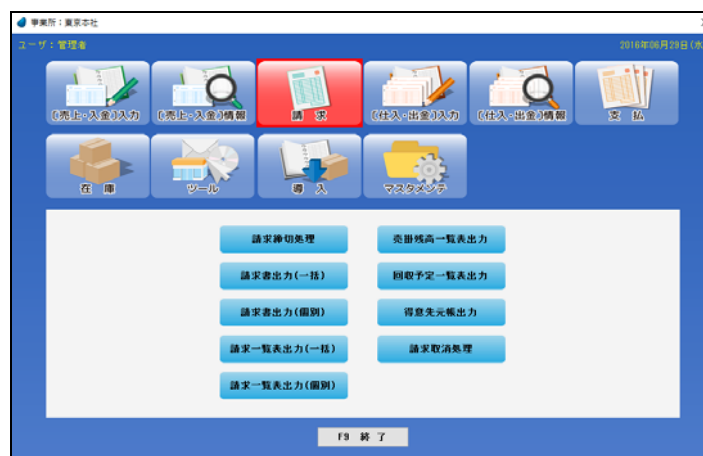 事業所：東京本社
ユーザ：管理者
2016年06月29日(水
(売上・入金)入力
(売上・入金)情報
請 求
(仕入・出金)入力
(仕入・出金)情報
支 払
在 庫
ツール
導 入
マスタメンテ
請求締切処理
売掛残高一覧表出力
請求書出力(一括)
回収予定一覧表出力
請求書出力(個別)
得意先元帳出力
請求一覧表出力(一括)
請求取消処理
請求一覧表出力(個別)
F9 終 了